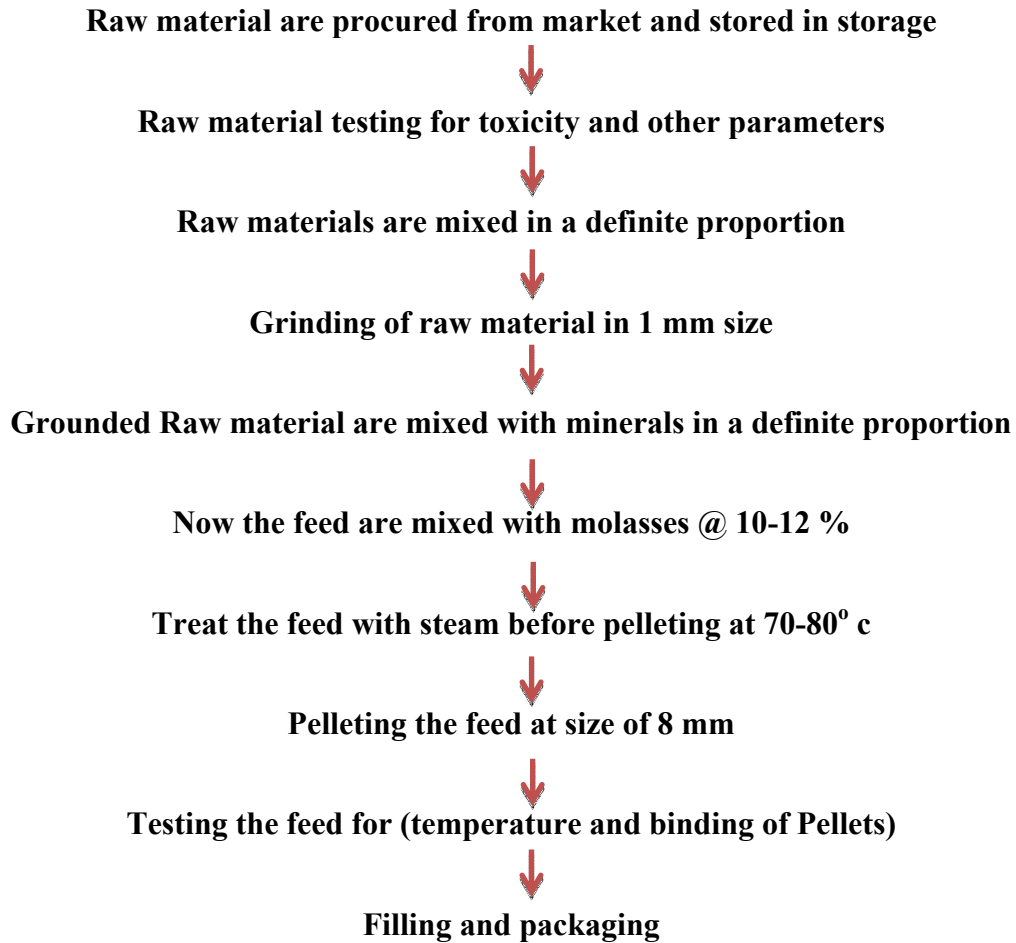 Raw material are procured from market and stored in storage
Raw material testing for toxicity and other parameters
Raw materials are mixed in a definite proportion
Grinding of raw material in 1 mm size
Grounded Raw material are mixed with minerals in a definite proportion
Now the feed are mixed with molasses @ 10-12 %
Treat the feed with steam before pelleting at 70-80º c
Pelleting the feed at size of 8 mm
Testing the feed for (temperature and binding of Pellets)
Filling and packaging